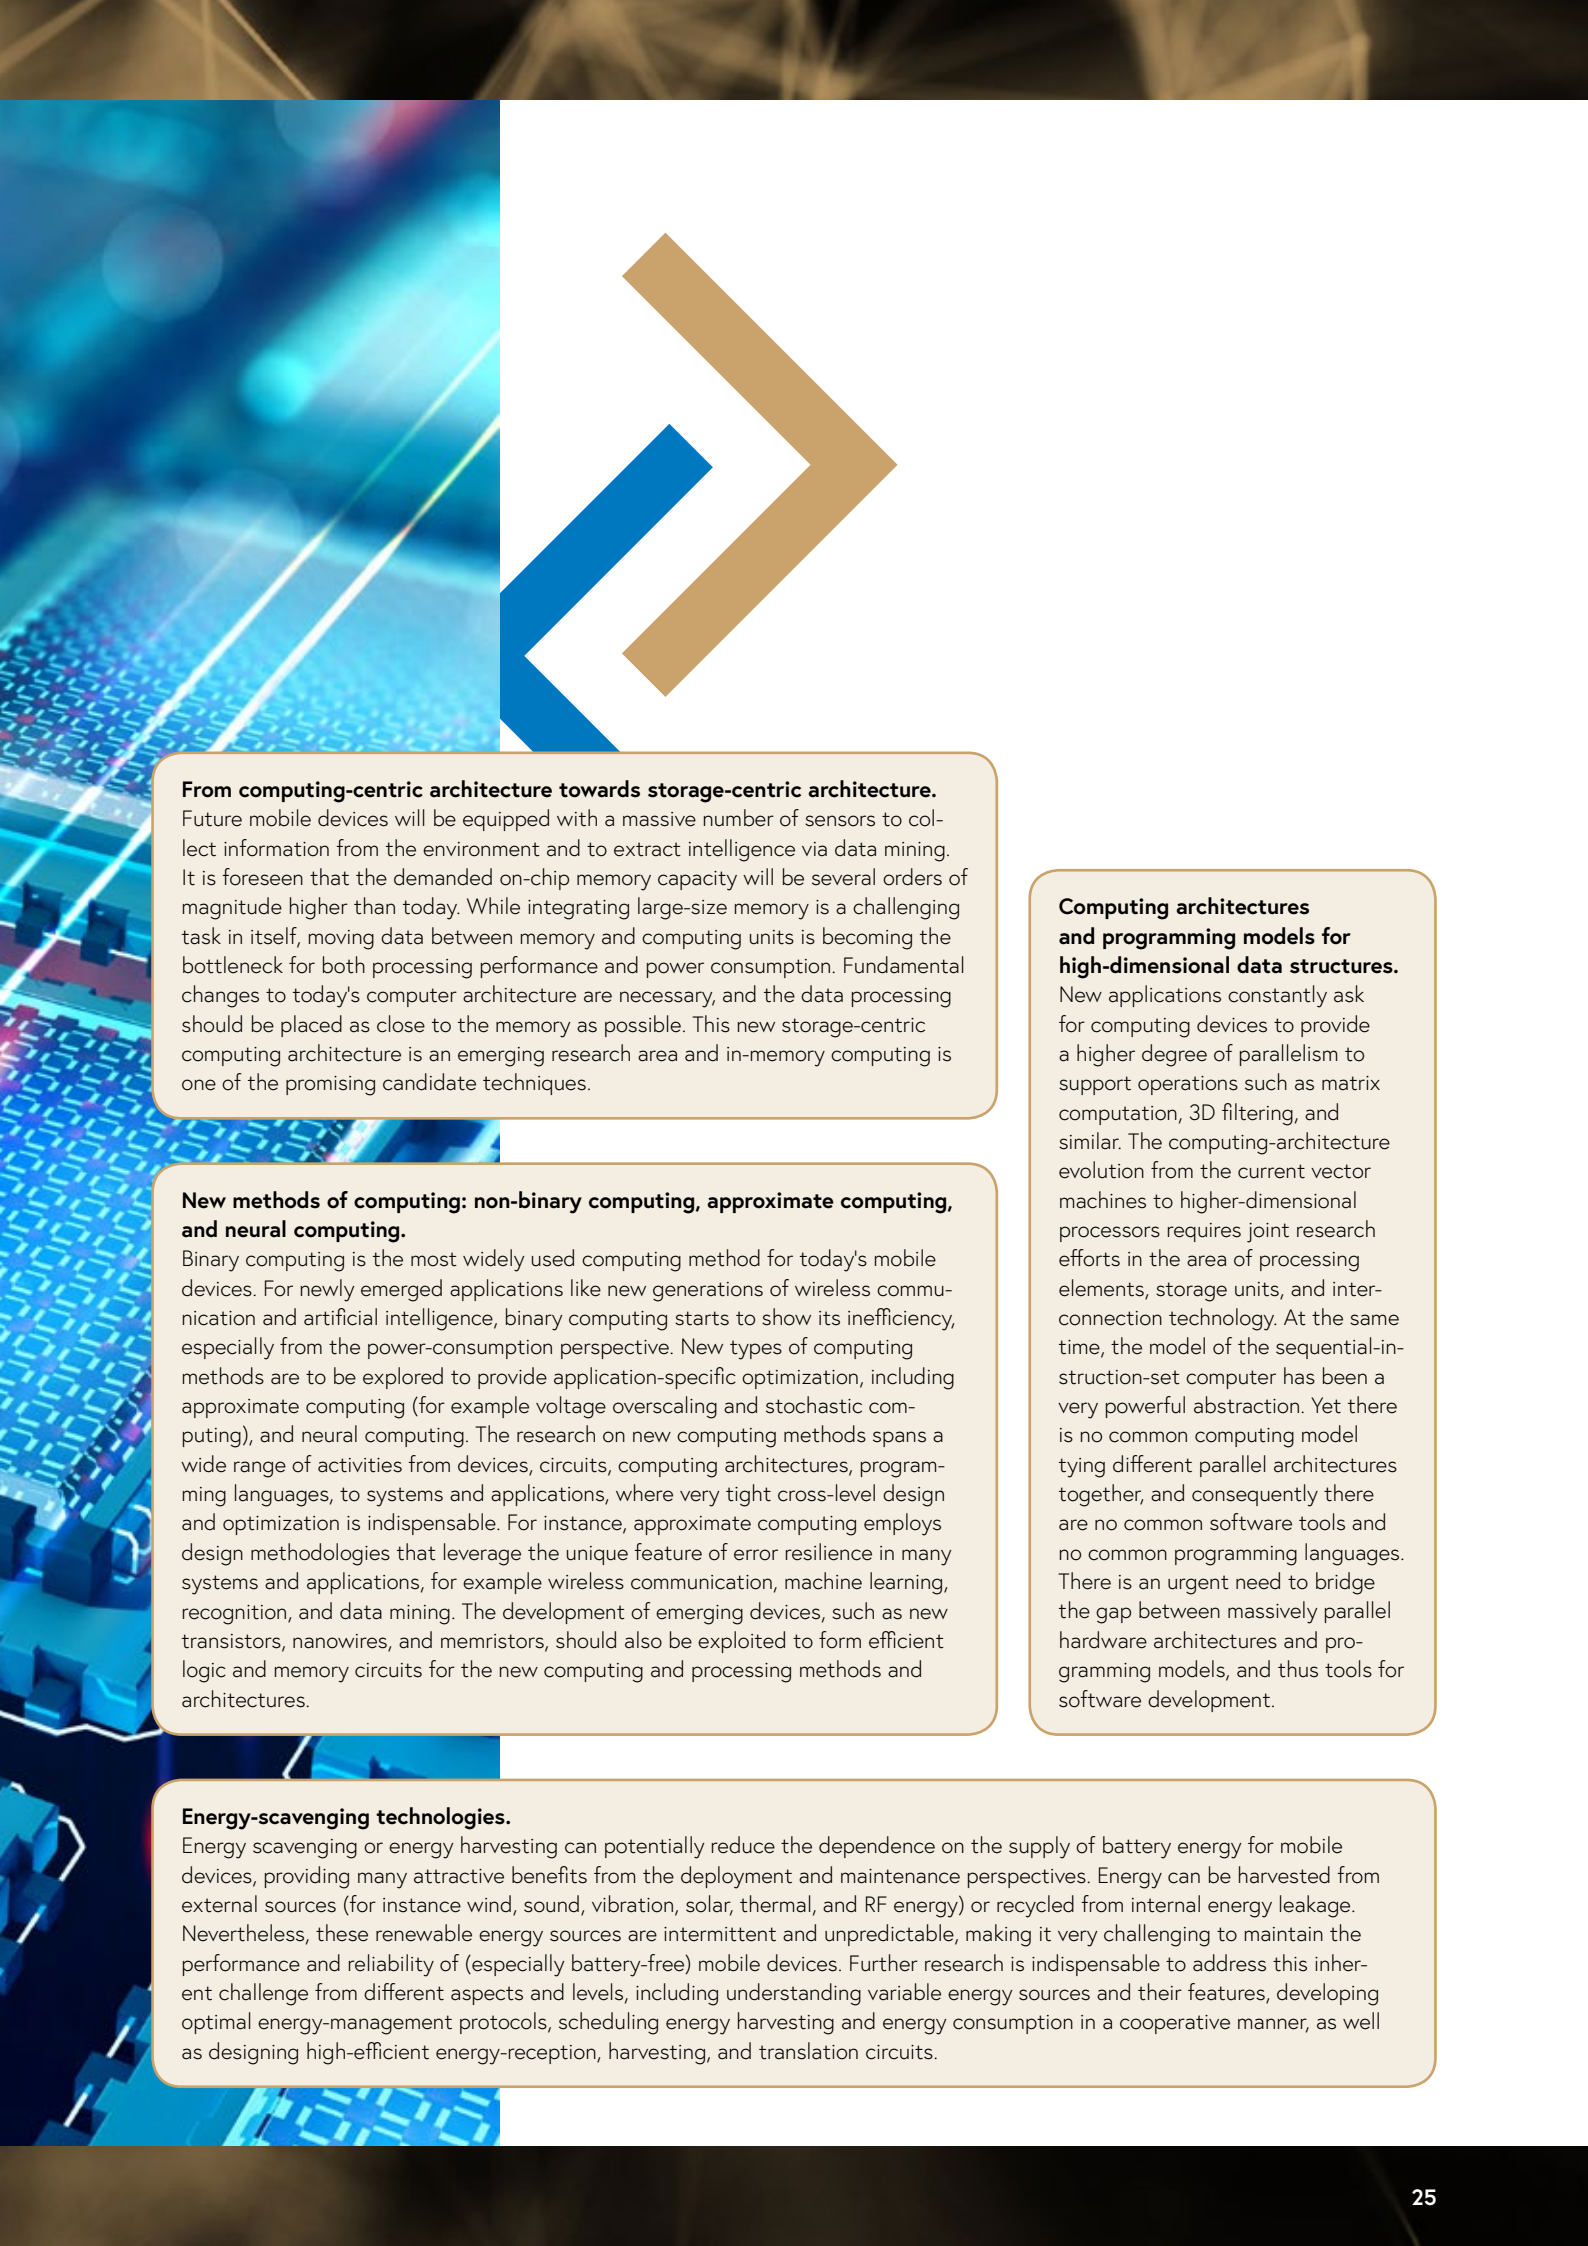 From computing-centric architecture towards storage-centric architecture.
Future mobile devices will be equipped with a massive number of sensors to col-
lect information from the environment and to extract intelligence via data mining.
It is foreseen that the demanded on-chip memory capacity will be several orders of
magnitude higher than today. While integrating large-size memory is a challenging
task in itself, moving data between memory and computing units is becoming the
bottleneck for both processing performance and power consumption. Fundamental
changes to today's computer architecture are necessary, and the data processing
should be placed as close to the memory as possible. This new storage-centric
computing architecture is an emerging research area and in-memory computing is
one of the promising candidate techniques.
New methods of computing: non-binary computing, approximate computing,
and neural computing.
Binary computing is the most widely used computing method for today's mobile
devices. For newly emerged applications like new generations of wireless commu-
nication and artificial intelligence, binary computing starts to show its inefficiency,
especially from the power-consumption perspective. New types of computing
methods are to be explored to provide application-specific optimization, including
approximate computing (for example voltage overscaling and stochastic com-
puting), and neural computing. The research on new computing methods spans a
wide range of activities from devices, circuits, computing architectures, program-
ming languages, to systems and applications, where very tight cross-level design
and optimization is indispensable. For instance, approximate computing employs
design methodologies that leverage the unique feature of error resilience in many
systems and applications, for example wireless communication, machine learning,
recognition, and data mining. The development of emerging devices, such as new
transistors, nanowires, and memristors, should also be exploited to form efficient
logic and memory circuits for the new computing and processing methods and
architectures.
Computing architectures
and programming models for
high-dimensional data structures.
New applications constantly ask
for computing devices to provide
a higher degree of parallelism to
support operations such as matrix
computation, 3D filtering, and
similar. The computing-architecture
evolution from the current vector
machines to higher-dimensional
processors requires joint research
efforts in the area of processing
elements, storage units, and inter-
connection technology. At the same
time, the model of the sequential-in-
struction-set computer has been a
very powerful abstraction. Yet there
is no common computing model
tying different parallel architectures
together, and consequently there
are no common software tools and
no common programming languages.
There is an urgent need to bridge
the gap between massively parallel
hardware architectures and pro-
gramming models, and thus tools for
software development.
Energy-scavenging technologies.
Energy scavenging or energy harvesting can potentially reduce the dependence on the supply of battery energy for mobile
devices, providing many attractive benefits from the deployment and maintenance perspectives. Energy can be harvested from
external sources (for instance wind, sound, vibration, solar, thermal, and RF energy) or recycled from internal energy leakage.
Nevertheless, these renewable energy sources are intermittent and unpredictable, making it very challenging to maintain the
performance and reliability of (especially battery-free) mobile devices. Further research is indispensable to address this inher-
ent challenge from different aspects and levels, including understanding variable energy sources and their features, developing
optimal energy-management protocols, scheduling energy harvesting and energy consumption in a cooperative manner, as well
as designing high-efficient energy-reception, harvesting, and translation circuits.
25